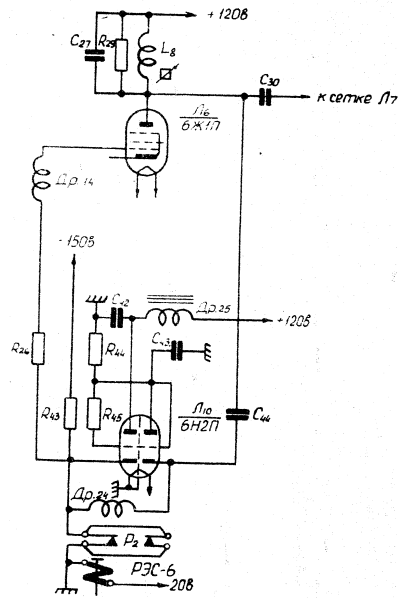 +120В
C27
R29
L8
C30
к сетке Л7
Л6
6Ж1П
Др.14
-150В
C42
Др.25
+120В
R24
R44
C43
R43
R45
Л10
6Н2П
C44
Др.24
P2
РЭС-6
20В